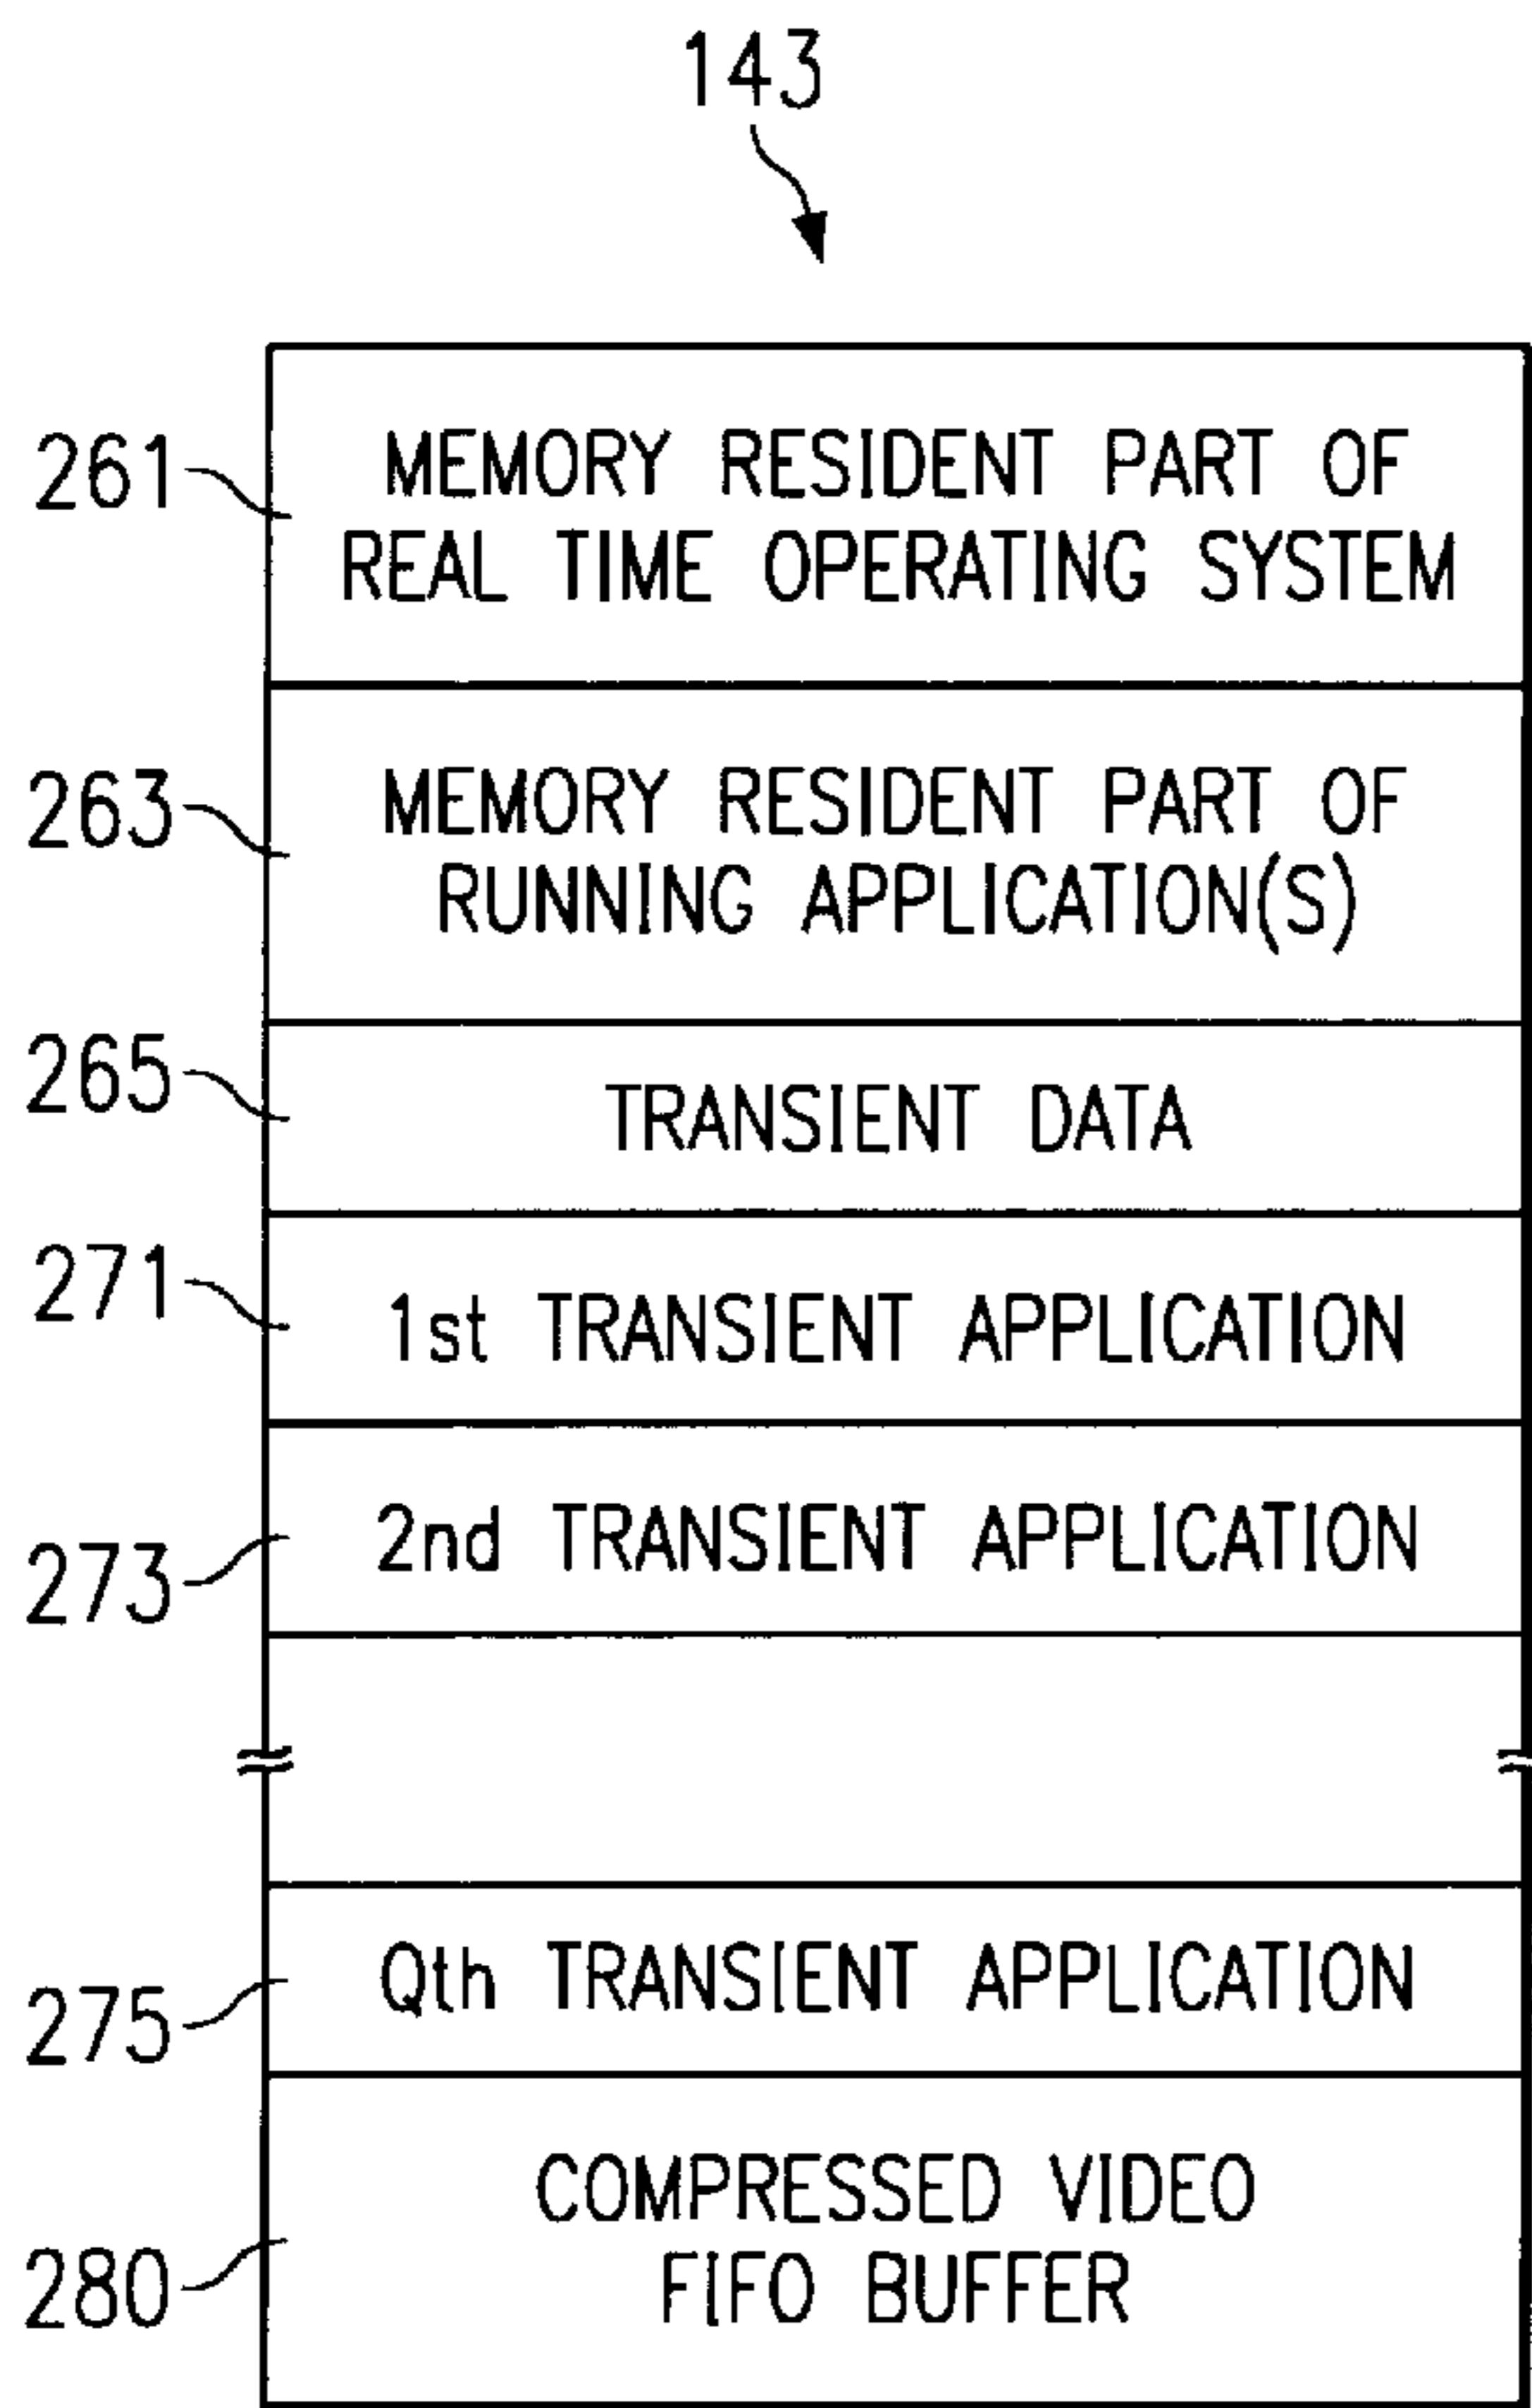 143
261
MEMORY RESIDENT PART OF
REAL TIME OPERATING SYSTEM
263
MEMORY RESIDENT PART OF
RUNNING APPLICATION(S)
265
TRANSIENT DATA
271
1st TRANSIENT APPLICATION
273
2nd TRANSIENT APPLICATION
275
Qth TRANSIENT APPLICATION
280
COMPRESSED VIDEO
FIFO BUFFER